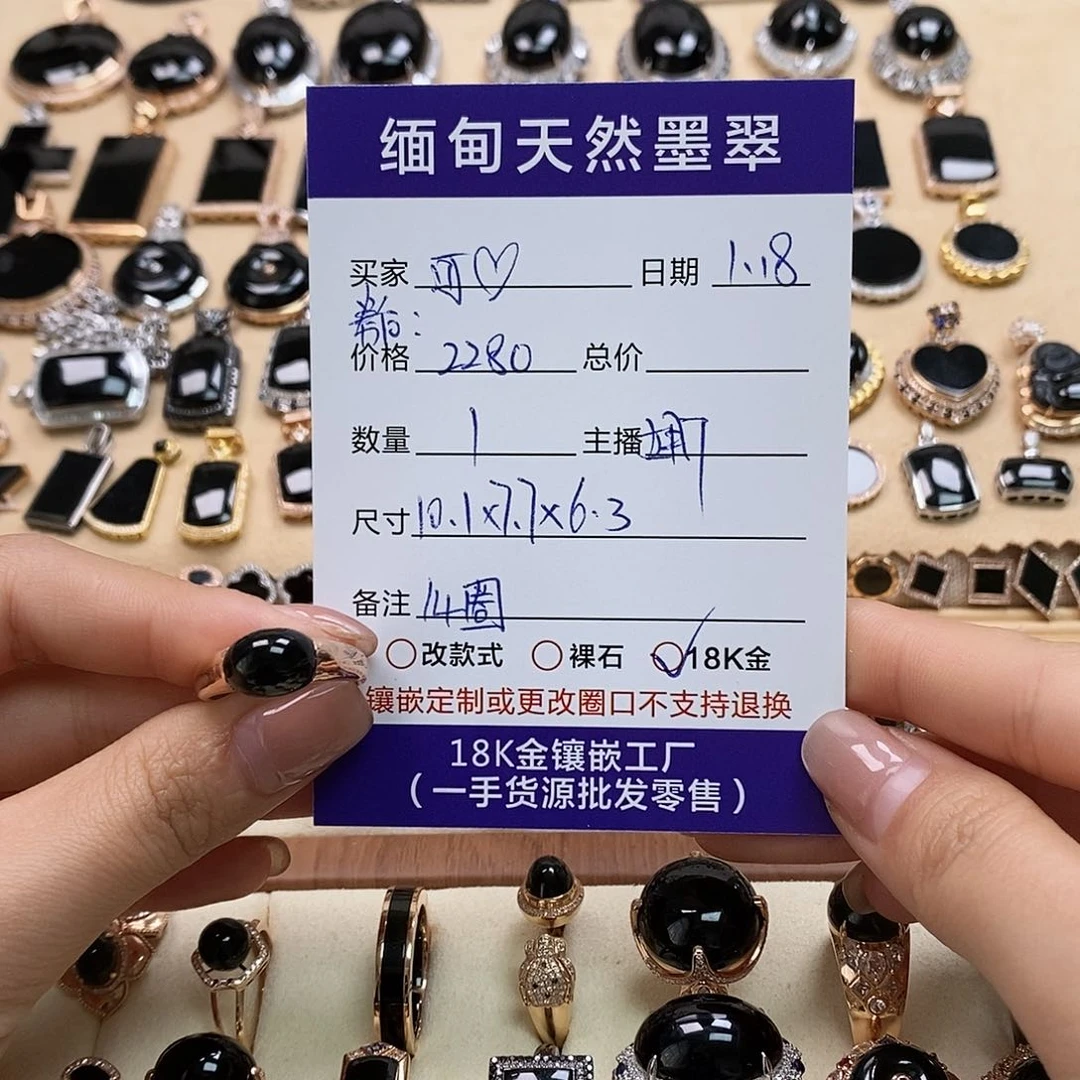 缅甸天然墨翠
买家 可♡ 日期 1.18
券后:
价格 2280 总价
数量 1 主播
尺寸 10.1×7.7×6.3
备注 14圈
改款式 裸石 ✓18K金
镶嵌定制或更改圈口不支持退换
18K金镶嵌工厂
(一手货源批发零售)